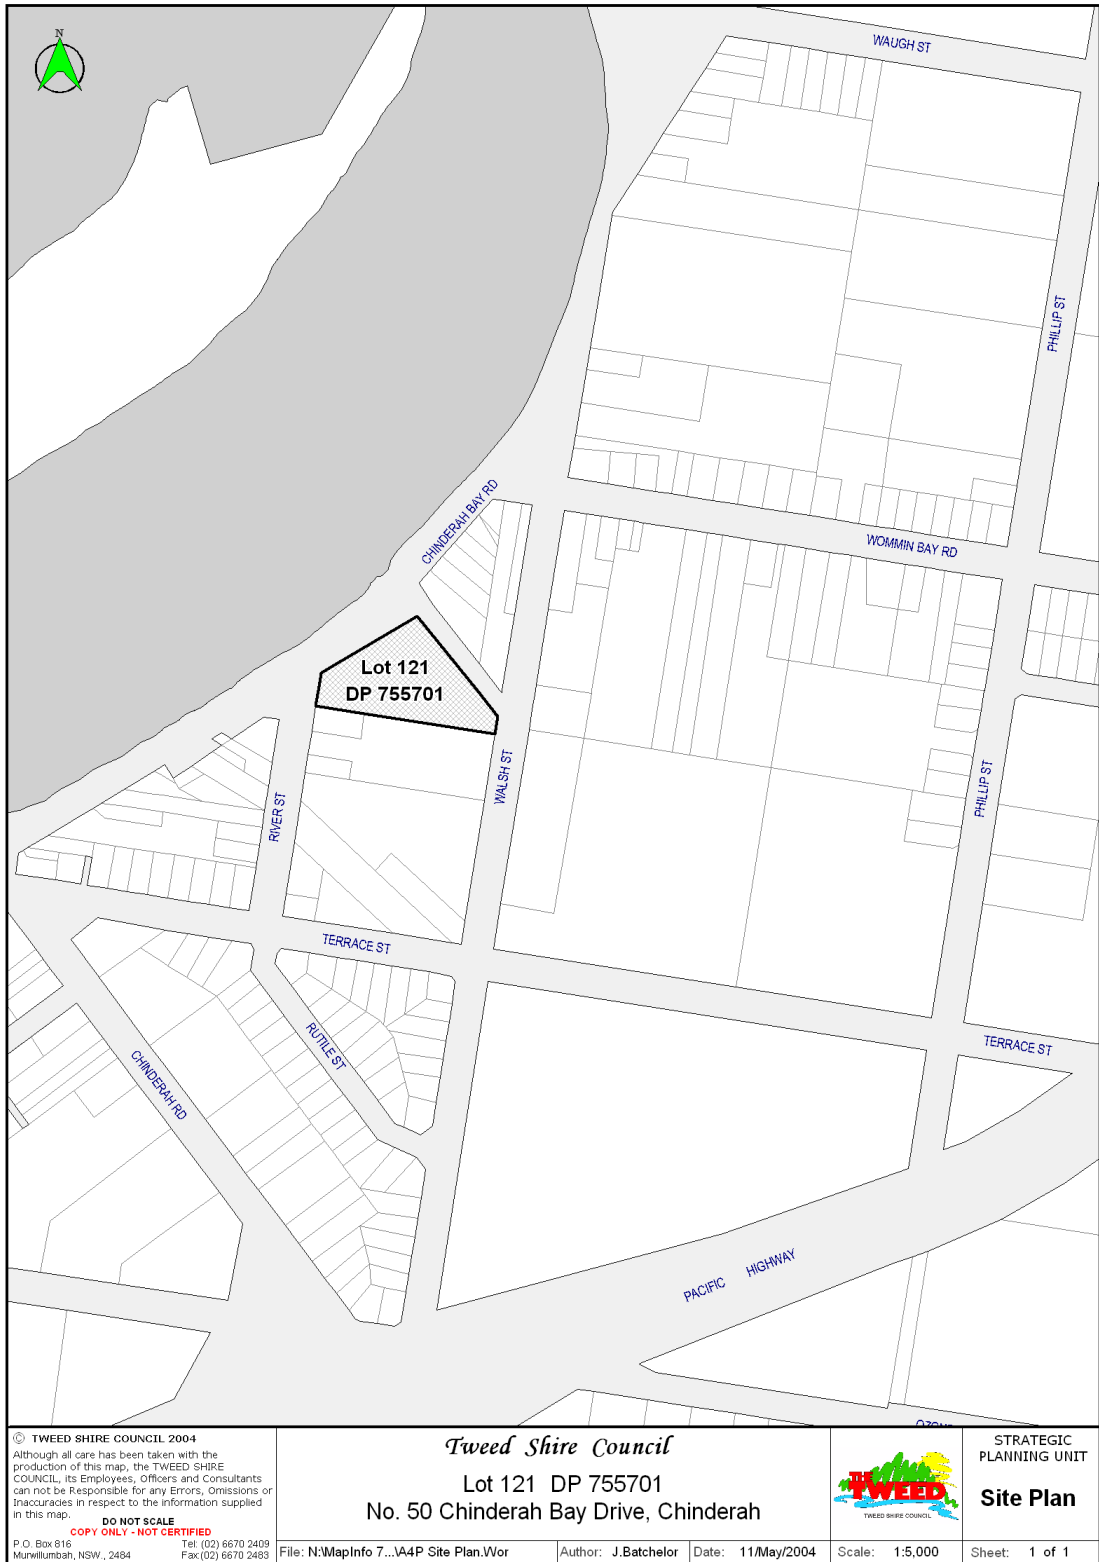 N
WAUGH ST
PHILLIP ST
CHINDERAH BAY RD
WOMMIN BAY RD
Lot 121
DP 755701
WALSH ST
PHILLIP ST
RIVER ST
TERRACE ST
RUTILE ST
TERRACE ST
CHINDERAH RD
PACIFIC HIGHWAY
© TWEED SHIRE COUNCIL 2004
Although all care has been taken with the
production of this map, the TWEED SHIRE
COUNCIL, its Employees, Officers and Consultants
can not be Responsible for any Errors, Omissions or
Inaccuracies in respect to the information supplied
in this map.
DO NOT SCALE
COPY ONLY - NOT CERTIFIED
P.O. Box 816 Tel: (02) 6670 2409
Murwillumbah, NSW., 2484 Fax:(02) 6670 2483
Tweed Shire Council
Lot 121 DP 755701
No. 50 Chinderah Bay Drive, Chinderah
File: N:\MapInfo 7...\A4P Site Plan.Wor
Author: J.Batchelor
Date: 11/May/2004
THE TWEED
TWEED SHIRE COUNCIL
Scale: 1:5,000
STRATEGIC
PLANNING UNIT
Site Plan
Sheet: 1 of 1